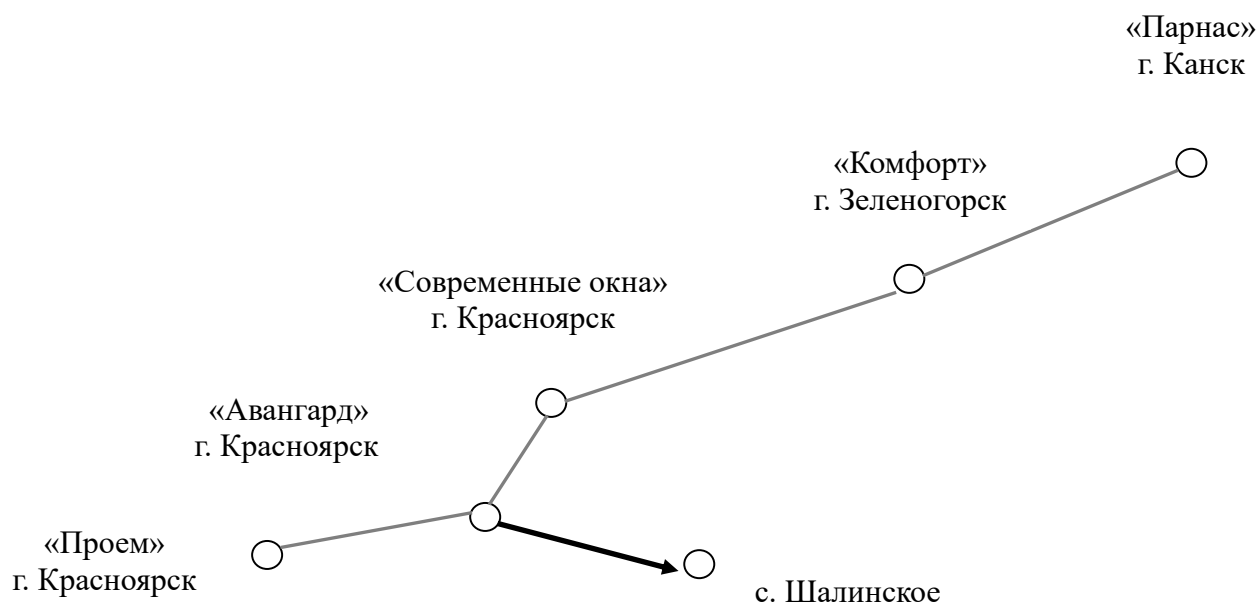 «Парнас»
г. Канск
«Комфорт»
г. Зеленогорск
«Современные окна»
г. Красноярск
«Авангард»
г. Красноярск
«Проем»
г. Красноярск
с. Шалинское